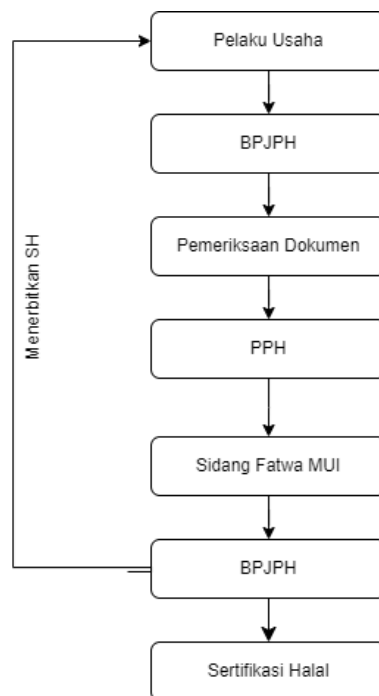 Pelaku Usaha
BPJPH
Pemeriksaan Dokumen
PPH
Sidang Fatwa MUI
BPJPH
Sertifikasi Halal
Menerbitkan SH